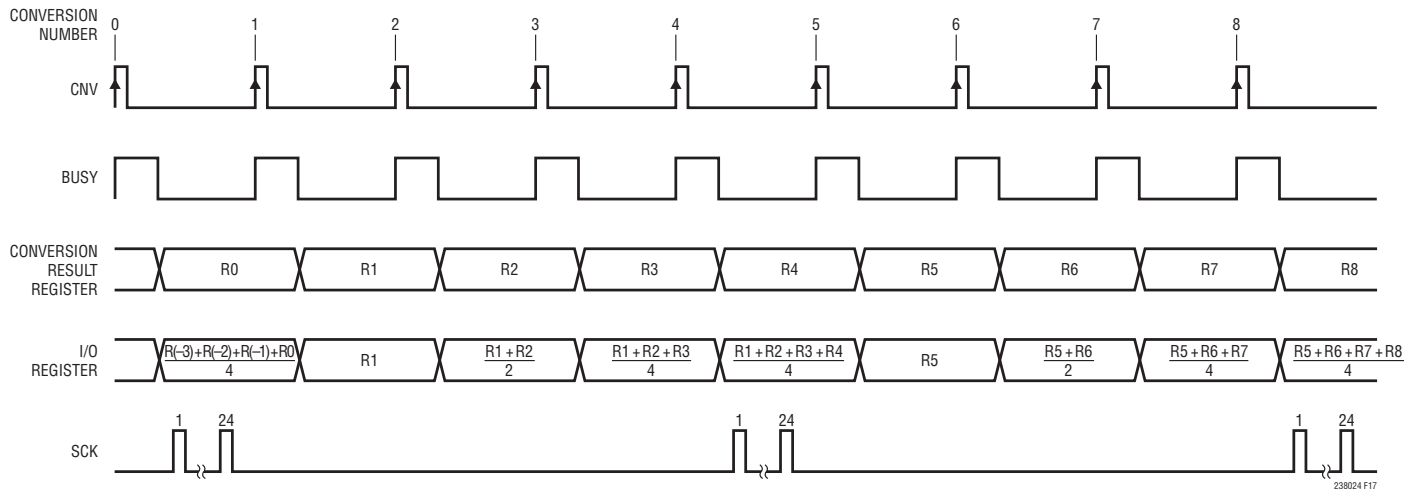 CONVERSION
NUMBER
0 1 2 3 4 5 6 7 8
CNV
BUSY
CONVERSION
RESULT
REGISTER
R0 R1 R2 R3 R4 R5 R6 R7 R8
I/O
REGISTER
R(–3)+R(–2)+R(–1)+R0
4
R1
R1+R2
2
R1+R2+R3
4
R1+R2+R3+R4
4
R5
R5+R6
2
R5+R6+R7
4
R5+R6+R7+R8
4
SCK
1 24 1 24 1 24
238024 F17